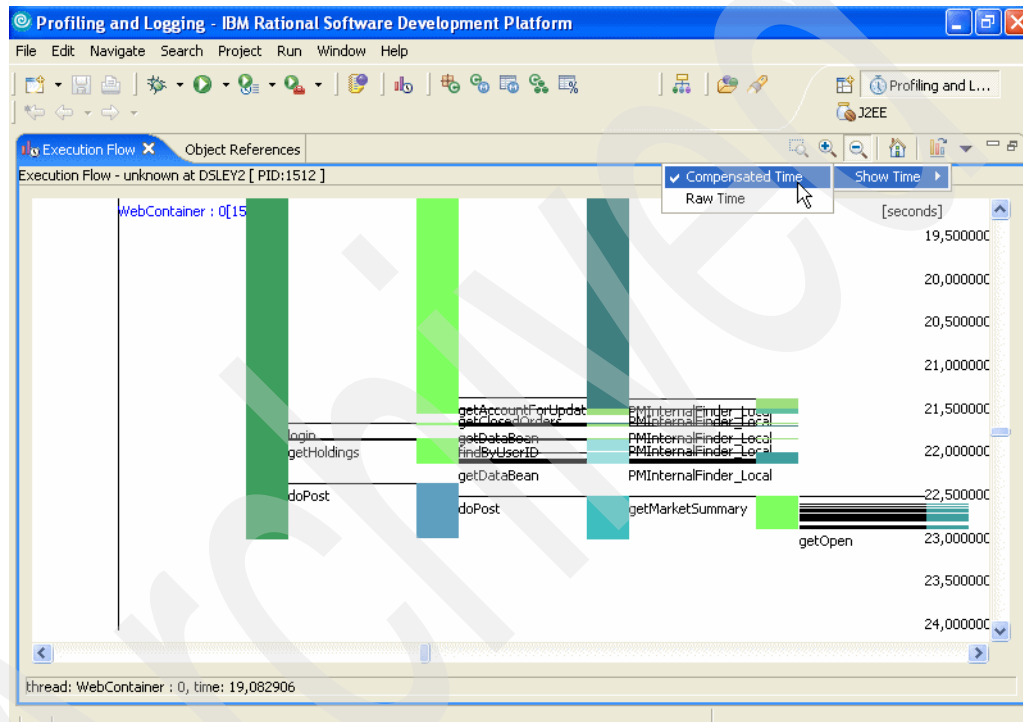 Profiling and Logging - IBM Rational Software Development Platform
File Edit Navigate Search Project Run Window Help
Profiling and L...
J2EE
Execution Flow Object References
Execution Flow - unknown at DSLEY2 [ PID:1512 ]
Compensated Time
Show Time
Raw Time
WebContainer : 0[15
[seconds]
19,500000
20,000000
20,500000
21,000000
getAccountForUpdat PMInternalFinder_Local
21,500000
getClosedOrders PMInternalFinder_Local
login getDataBean PMInternalFinder_Local
getHoldings findByUserID PMInternalFinder_Local
22,000000
getDataBean PMInternalFinder_Local
doPost
22,500000
doPost getMarketSummary
getOpen
23,000000
23,500000
24,000000
thread: WebContainer : 0, time: 19,082906
Archived